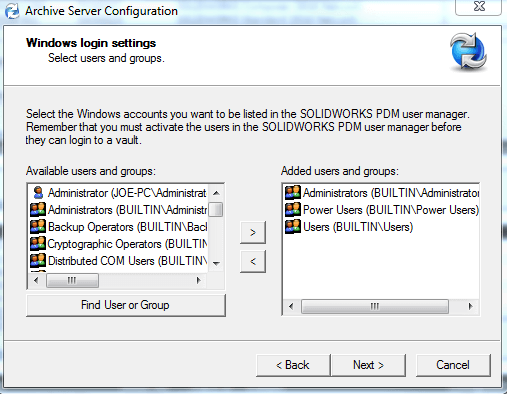 Archive Server Configuration
Windows login settings
Select users and groups.
Select the Windows accounts you want to be listed in the SOLIDWORKS PDM user manager.
Remember that you must activate the users in the SOLIDWORKS PDM user manager before
they can login to a vault.
Available users and groups:
Administrator (JOE-PC\Administrat
Administrators (BUILTIN\Administr
Backup Operators (BUILTIN\Back
Cryptographic Operators (BUILTIN
Distributed COM Users (BUILTIN\
Find User or Group
>
<
Added users and groups:
Administrators (BUILTIN\Administrator
Power Users (BUILTIN\Power Users)
Users (BUILTIN\Users)
< Back
Next >
Cancel